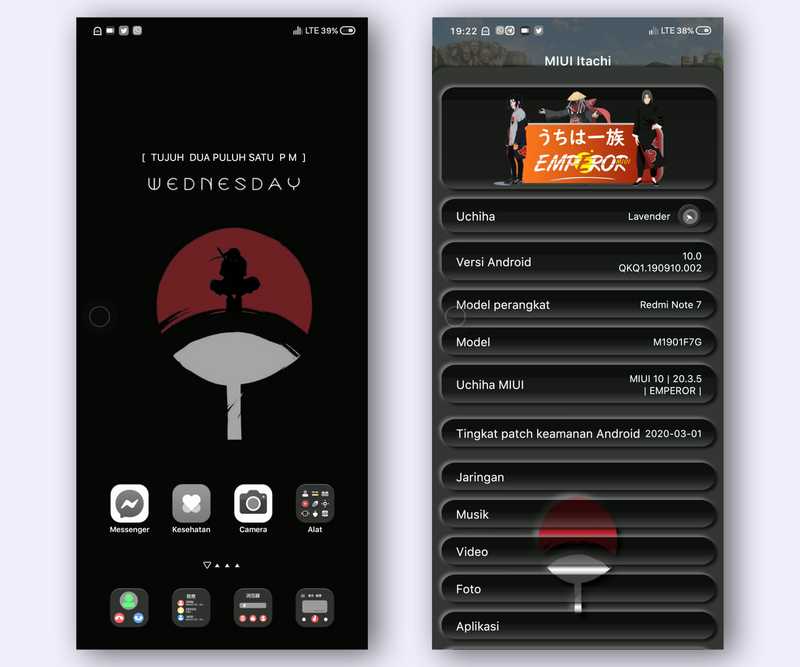 LTE 39%
[ TUJUH DUA PULUH SATU P M ]
WEDNESDAY
Messenger
Kesehatan
Camera
Alat
19:22
LTE 38%
MIUI Itachi
うちは一族
EMPEROR
MIUI
Uchiha
Lavender
Versi Android
10.0
QKQ1.190910.002
Model perangkat
Redmi Note 7
Model
M1901F7G
Uchiha MIUI
MIUI 10 | 20.3.5
| EMPEROR |
Tingkat patch keamanan Android 2020-03-01
Jaringan
Musik
Video
Foto
Aplikasi